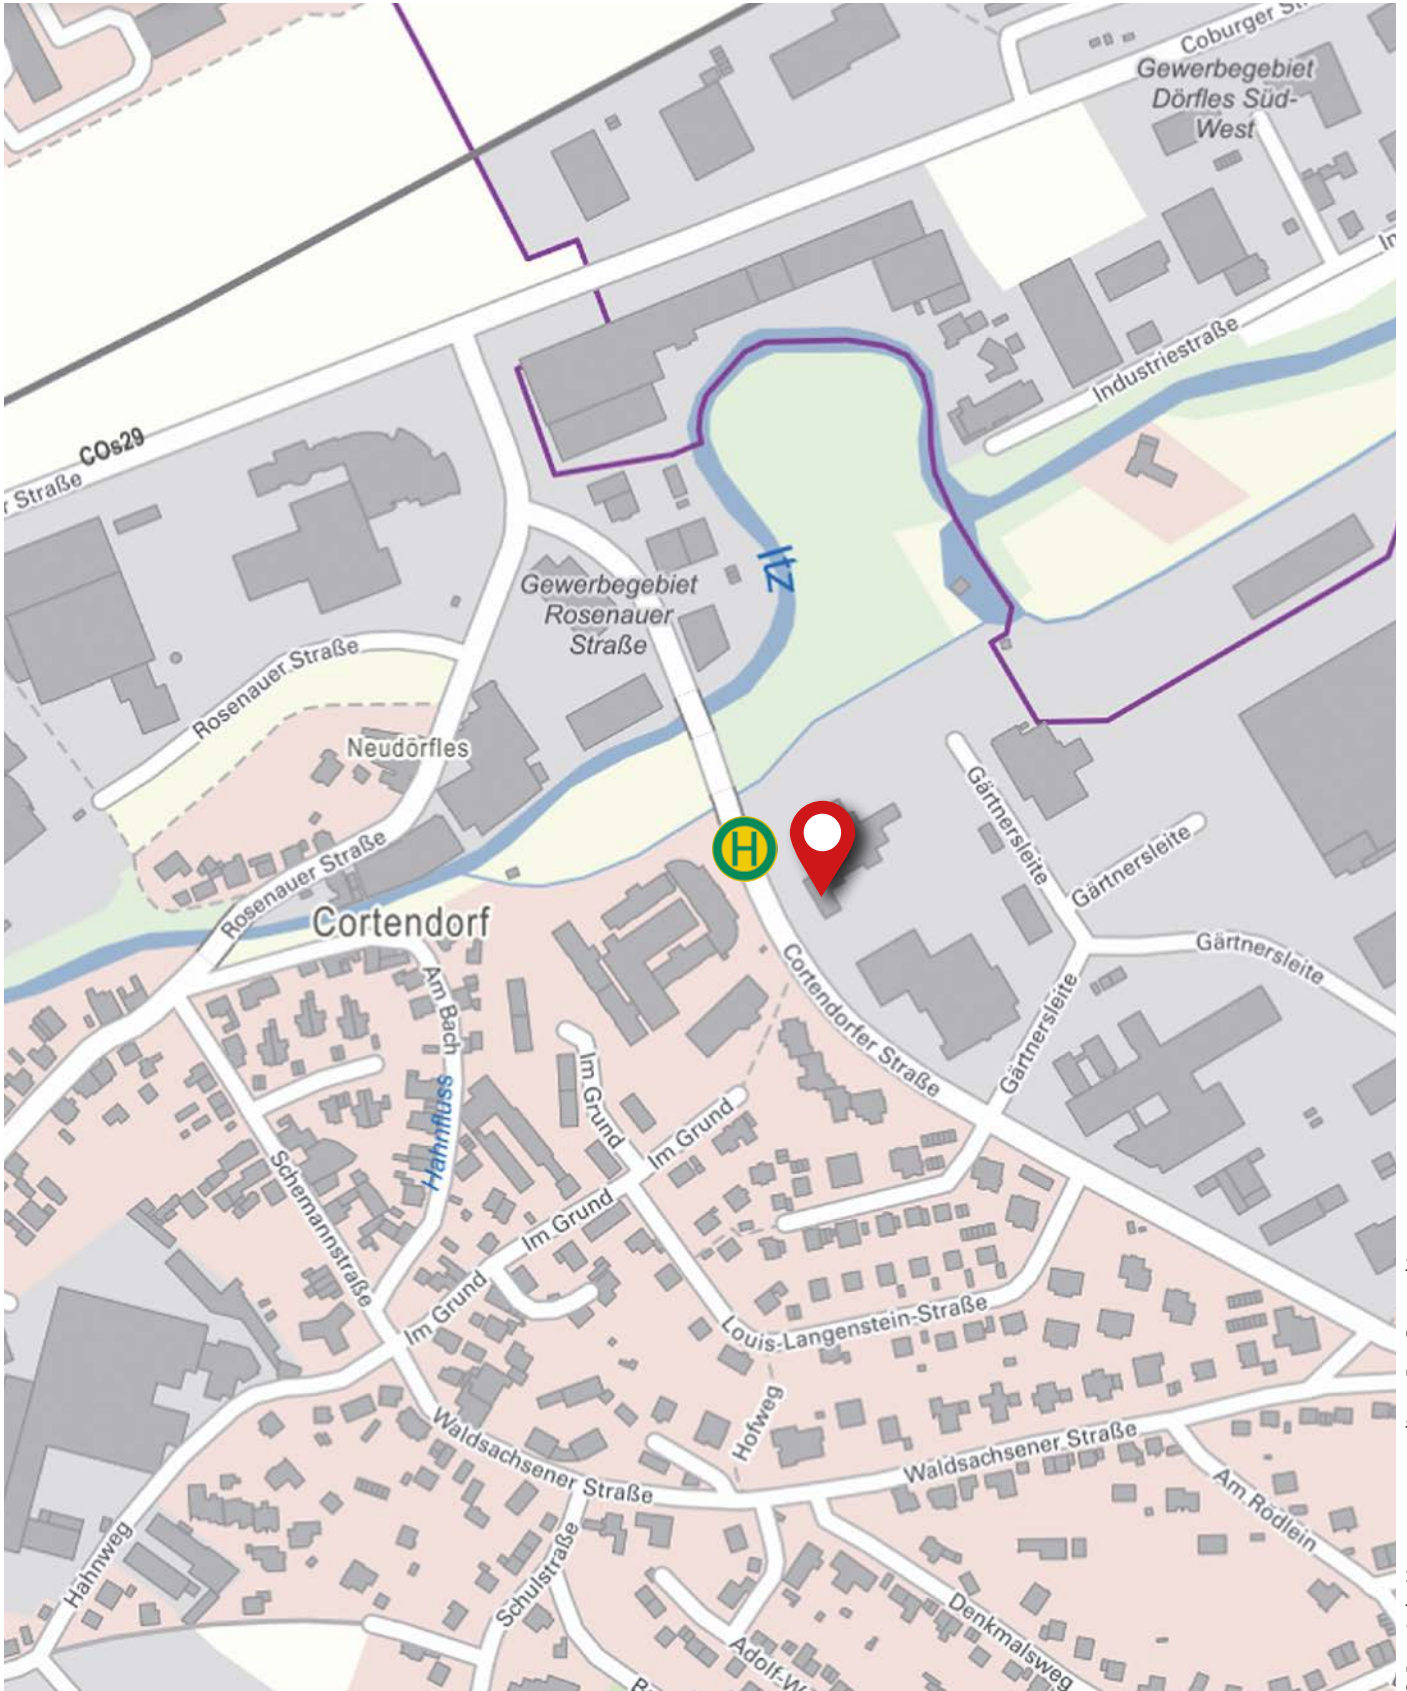 Coburger
Gewerbegebiet
Dörfles Süd-
West
COs29
Straße
Industriestraße
Itz
Gewerbegebiet
Rosenauer
Straße
Rosenauer Straße
Neudörfles
Rosenauer Straße
H
Gärtnersleite
Gärtnersleite
Gärtnersleite
Gärtnersleite
Cortendorf
Am Bach
Cortendorfer Straße
Im Grund
Im Grund
Im Grund
Im Grund
Hahnfluss
Schemannstraße
Louis-Langenstein-Straße
Hofweg
Waldsachsener Straße
Waldsachsener Straße
Am Rödlein
Hahnweg
Schulstraße
Denkmalsweg